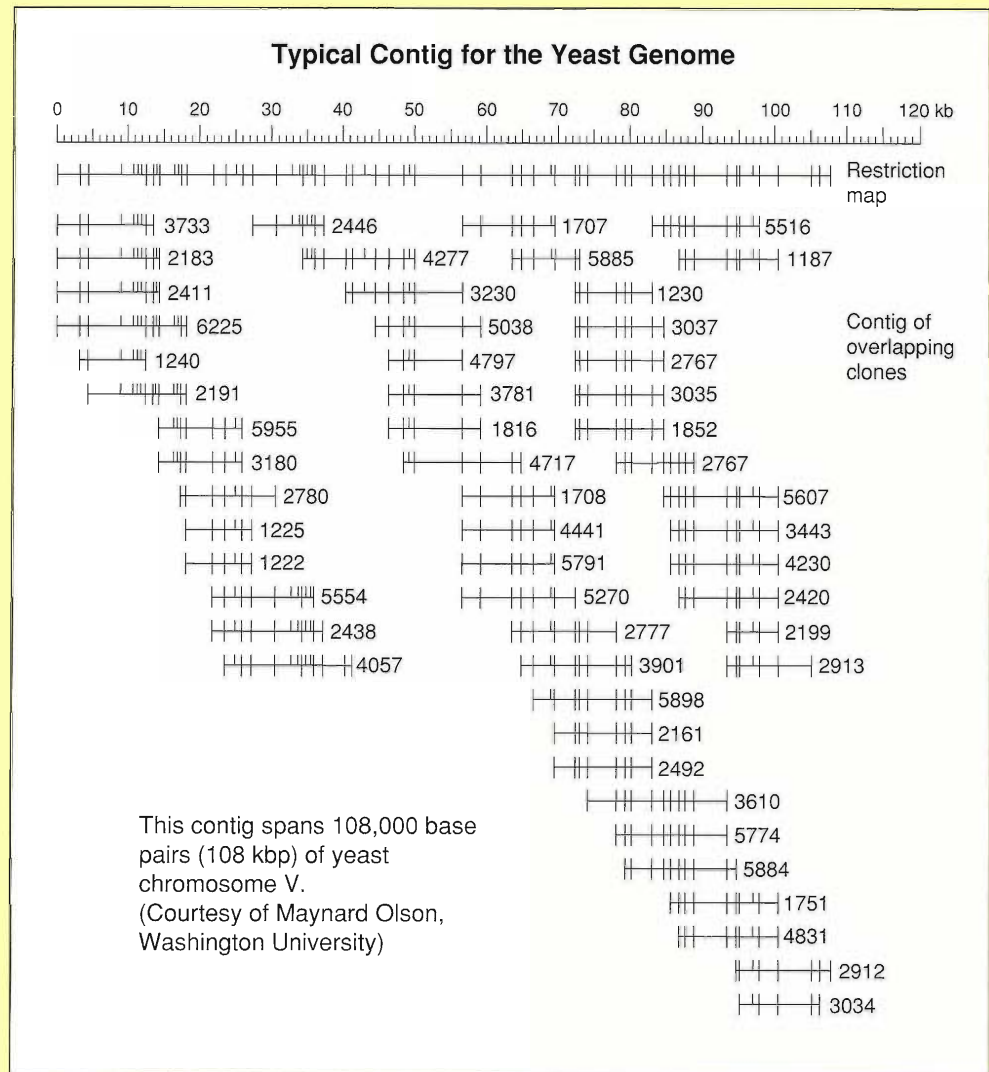 Typical Contig for the Yeast Genome
0 10 20 30 40 50 60 70 80 90 100 110 120 kb
Restriction
map
3733 2446 1707 5516
2183 4277 5885 1187
2411 3230 1230
6225 5038 3037
Contig of
overlapping
clones
1240 4797 2767
2191 3781 3035
5955 1816 1852
3180 4717 2767
2780 1708 5607
1225 4441 3443
1222 5791 4230
5554 5270 2420
2438 2777 2199
4057 3901 2913
5898
2161
2492
3610
5774
5884
1751
4831
2912
3034
This contig spans 108,000 base
pairs (108 kbp) of yeast
chromosome V.
(Courtesy of Maynard Olson,
Washington University)